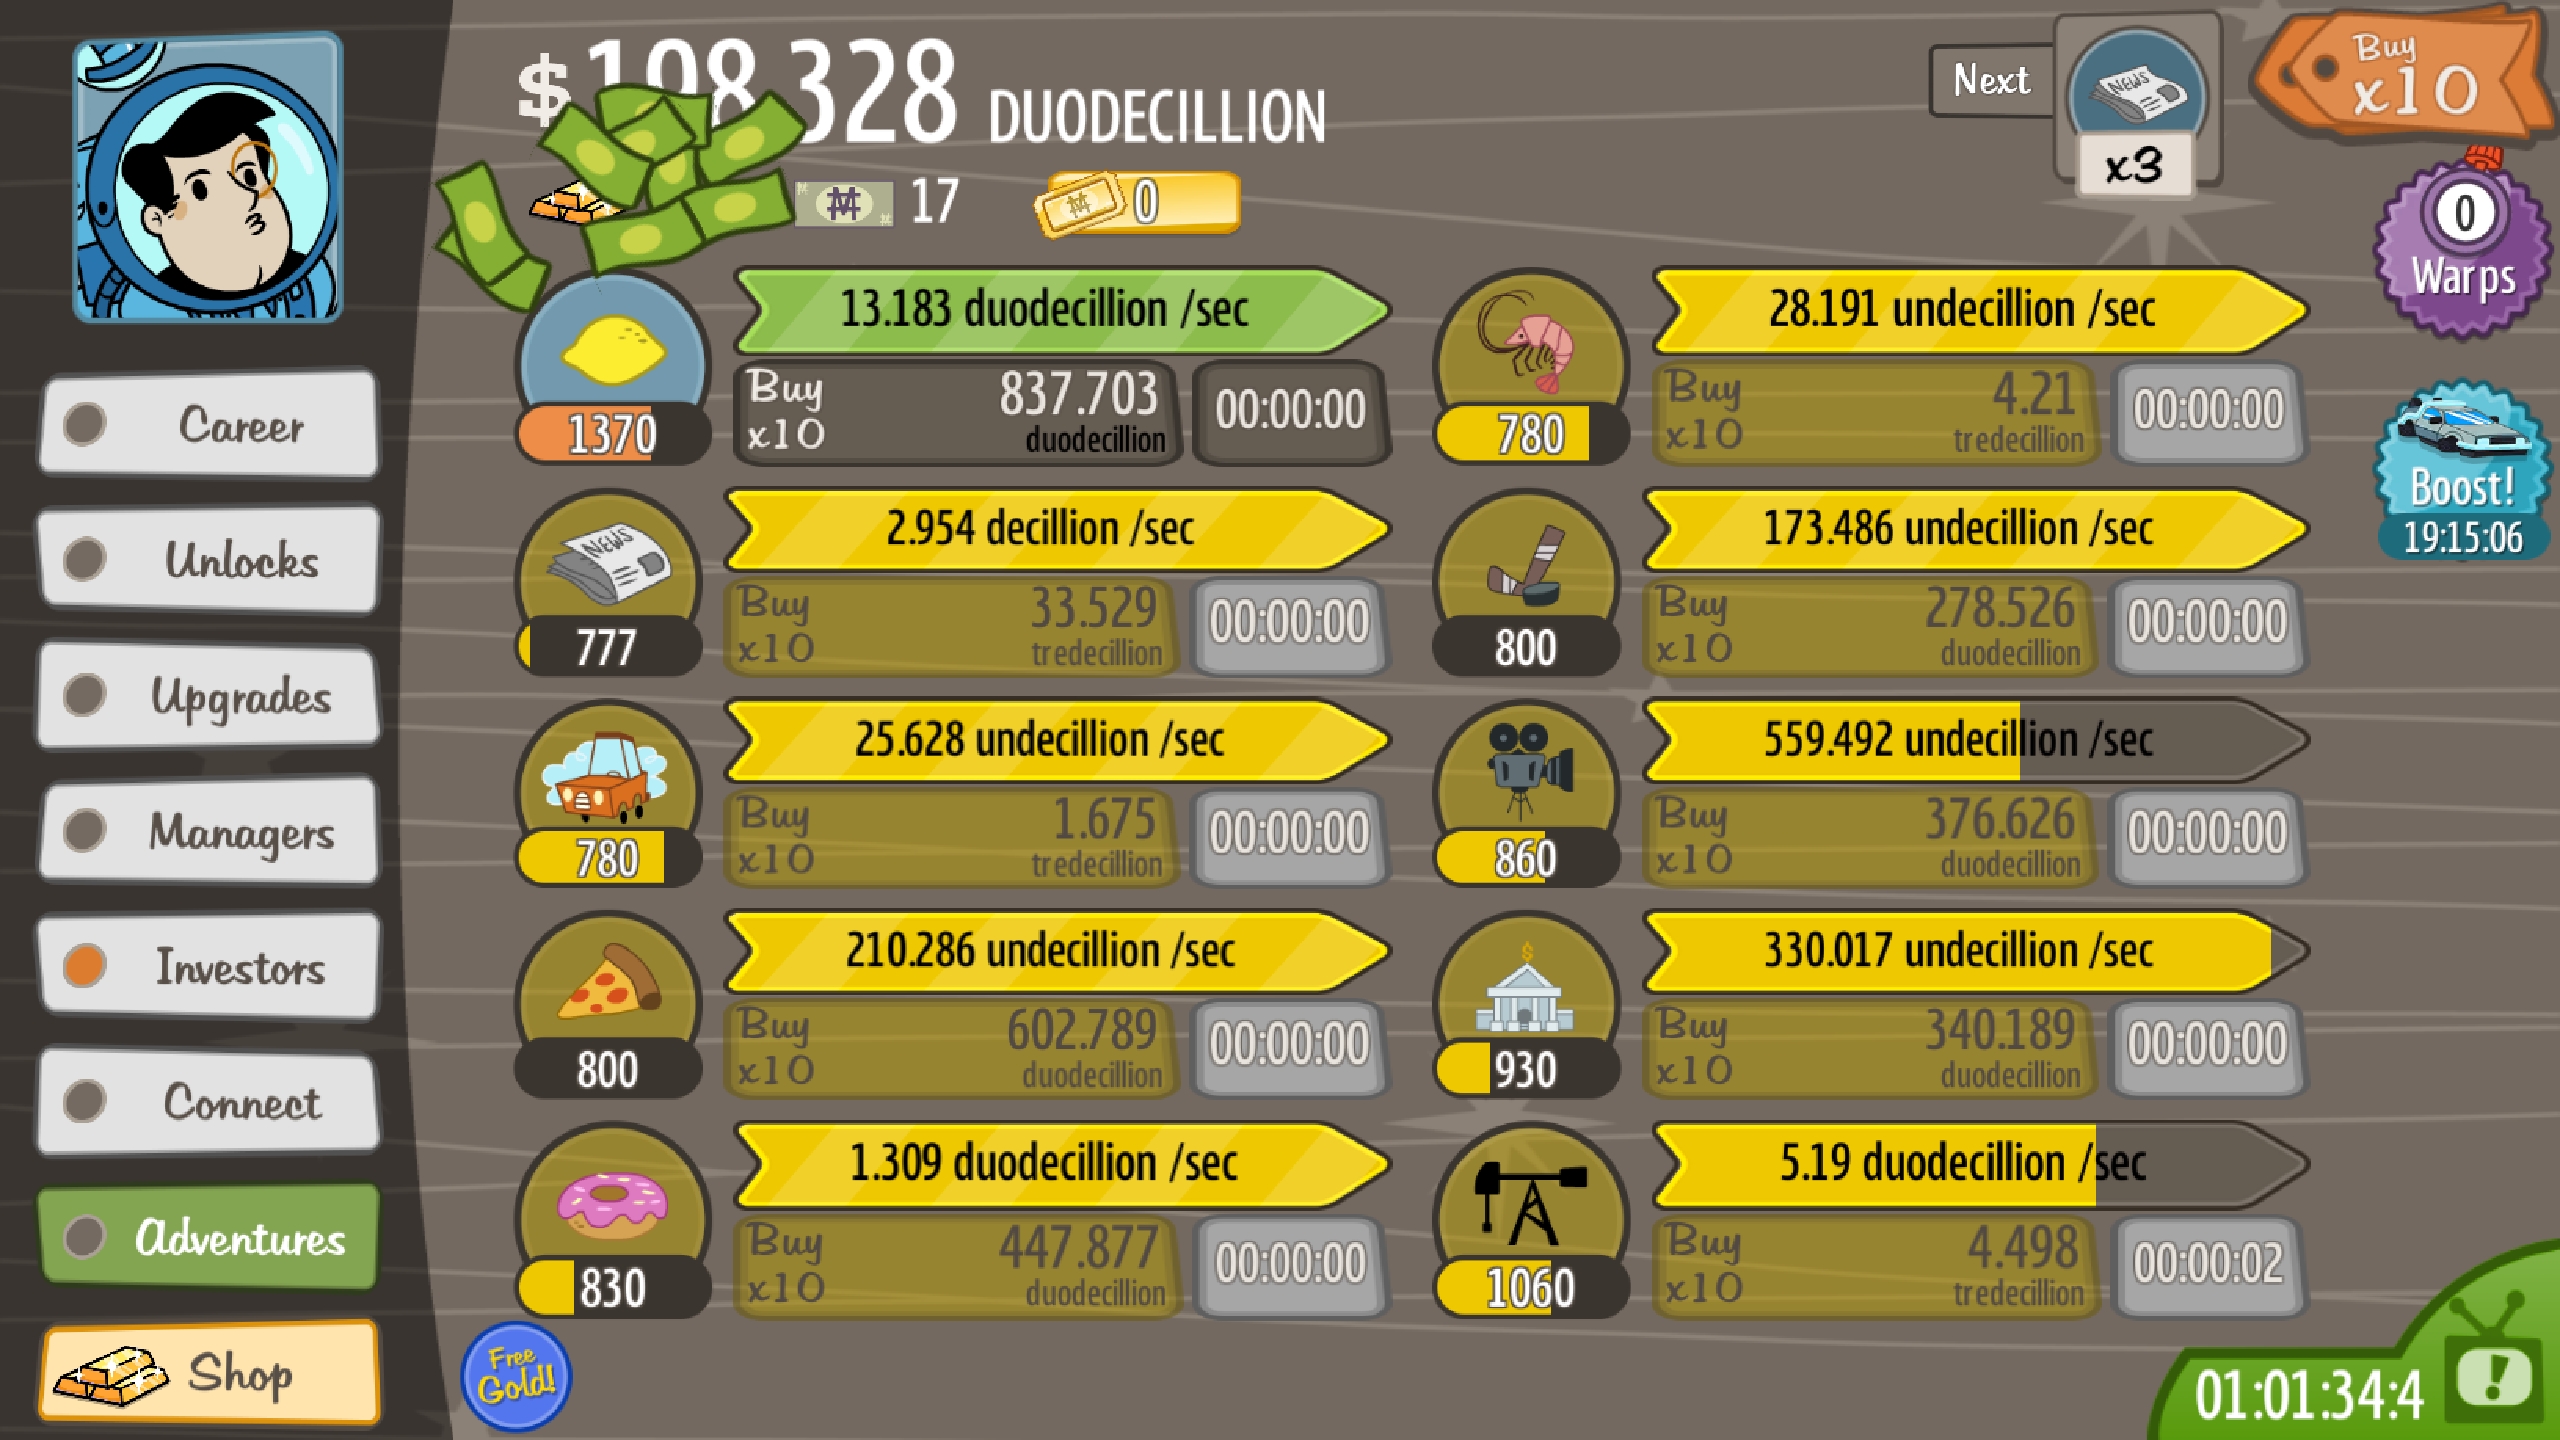 $198.328 DUODECILLION
Next
x3
Buy
x10
17
0
0
Warps
Boost!
19:15:06
Career
Unlocks
Upgrades
Managers
Investors
Connect
Adventures
Shop
13.183 duodecillion /sec
1370
Buy
x10
837.703
duodecillion
00:00:00
28.191 undecillion /sec
780
Buy
x10
4.21
tredecillion
00:00:00
NEWS
2.954 decillion /sec
777
Buy
x10
33.529
tredecillion
00:00:00
173.486 undecillion /sec
800
Buy
x10
278.526
duodecillion
00:00:00
25.628 undecillion /sec
780
Buy
x10
1.675
tredecillion
00:00:00
559.492 undecillion /sec
860
Buy
x10
376.626
duodecillion
00:00:00
210.286 undecillion /sec
800
Buy
x10
602.789
duodecillion
00:00:00
330.017 undecillion /sec
930
Buy
x10
340.189
duodecillion
00:00:00
1.309 duodecillion /sec
830
Buy
x10
447.877
duodecillion
00:00:00
5.19 duodecillion /sec
1060
Buy
x10
4.498
tredecillion
00:00:02
Free
Gold!
01:01:34:4